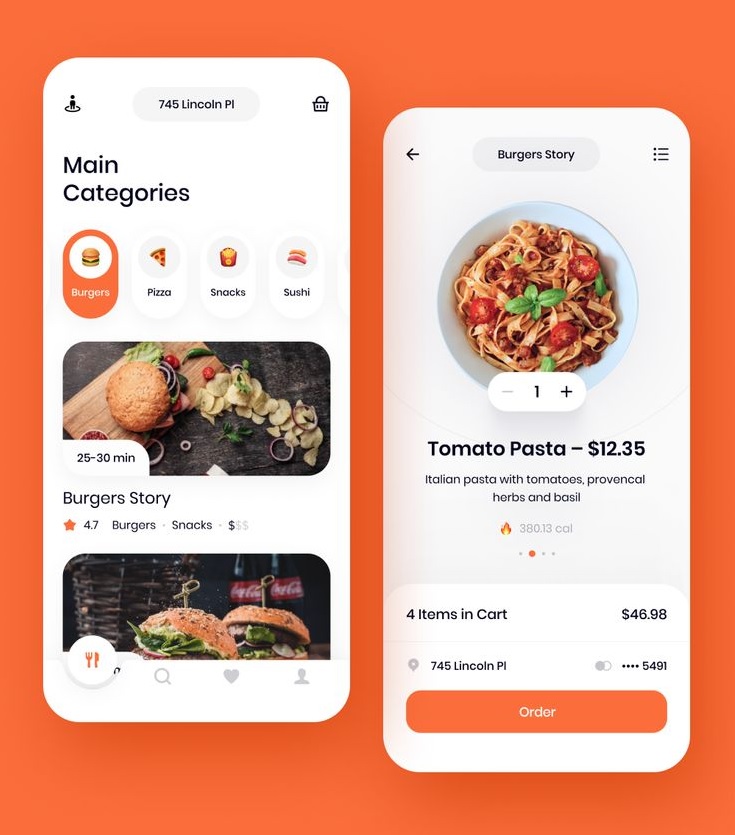 745 Lincoln Pl
Main
Categories
Burgers
Pizza
Snacks
Sushi
25-30 min
Burgers Story
4.7 Burgers · Snacks · $$$
Coca-Cola
Burgers Story
1
Tomato Pasta – $12.35
Italian pasta with tomatoes, provencal
herbs and basil
380.13 cal
4 Items in Cart $46.98
745 Lincoln Pl •••• 5491
Order